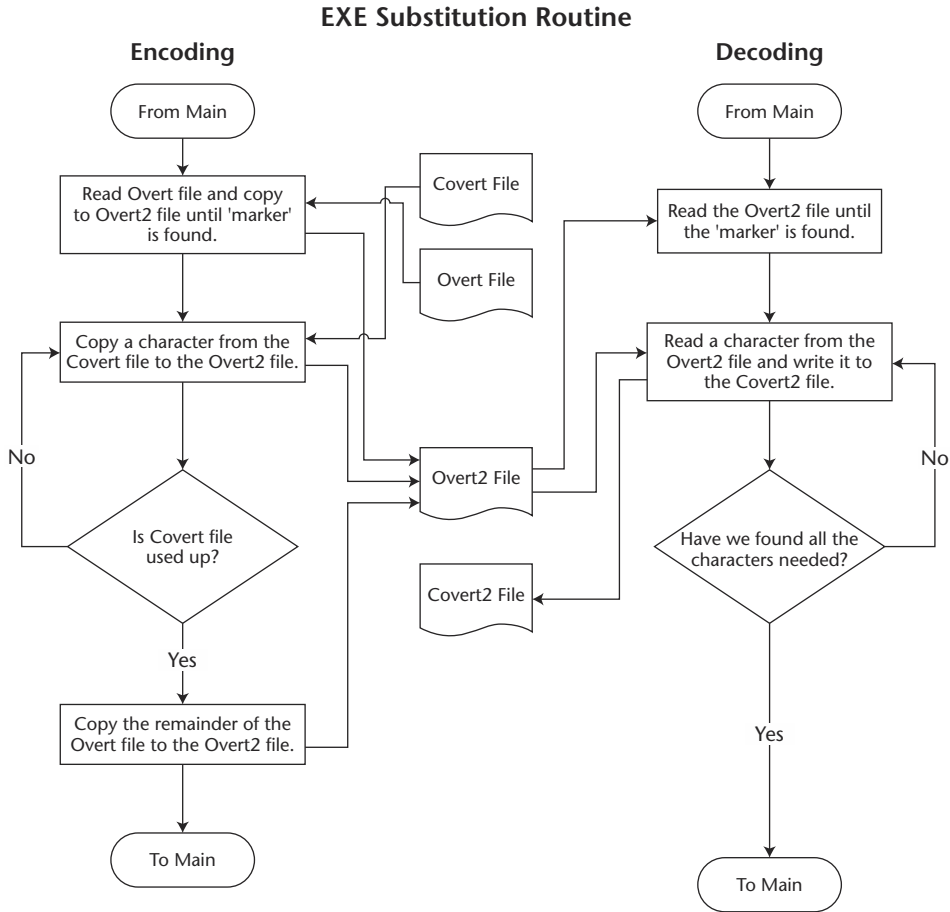 EXE Substitution Routine
Encoding
From Main
Read Overt file and copy
to Overt2 file until 'marker'
is found.
Copy a character from the
Covert file to the Overt2 file.
No
Is Covert file
used up?
Yes
Copy the remainder of the
Overt file to the Overt2 file.
To Main
Covert File
Overt File
Overt2 File
Covert2 File
Decoding
From Main
Read the Overt2 file until
the 'marker' is found.
Read a character from the
Overt2 file and write it to
the Covert2 file.
No
Have we found all the
characters needed?
Yes
To Main